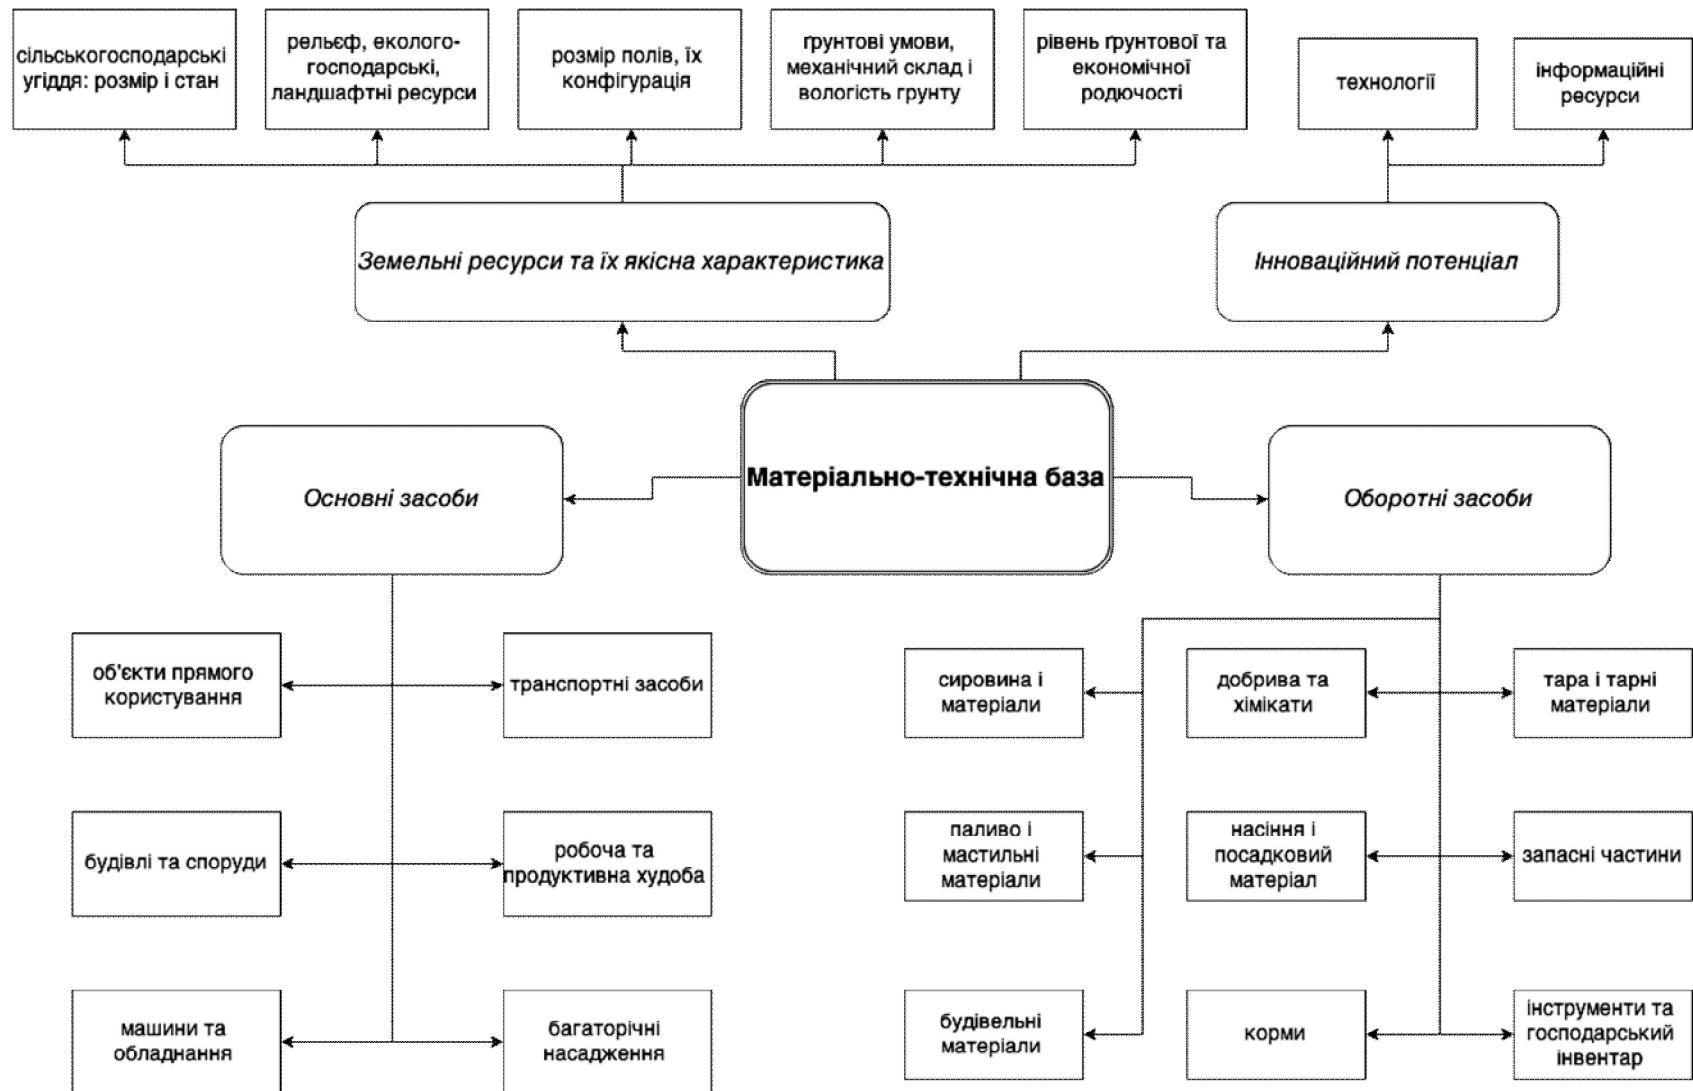 сільськогосподарські
угіддя: розмір і стан
рельєф, еколого-
господарські,
ландшафтні ресурси
розмір полів, їх
конфігурація
ґрунтові умови,
механічний склад і
вологість грунту
рівень ґрунтової та
економічної
родючості
технології
інформаційні
ресурси
Земельні ресурси та їх якісна характеристика
Інноваційний потенціал
Матеріально-технічна база
Основні засоби
Оборотні засоби
об'єкти прямого
користування
транспортні засоби
сировина і
матеріали
добрива та
хімікати
тара і тарні
матеріали
будівлі та споруди
робоча та
продуктивна худоба
паливо і
мастильні
матеріали
насіння і
посадковий
матеріал
запасні частини
машини та
обладнання
багаторічні
насадження
будівельні
матеріали
корми
інструменти та
господарський
інвентар